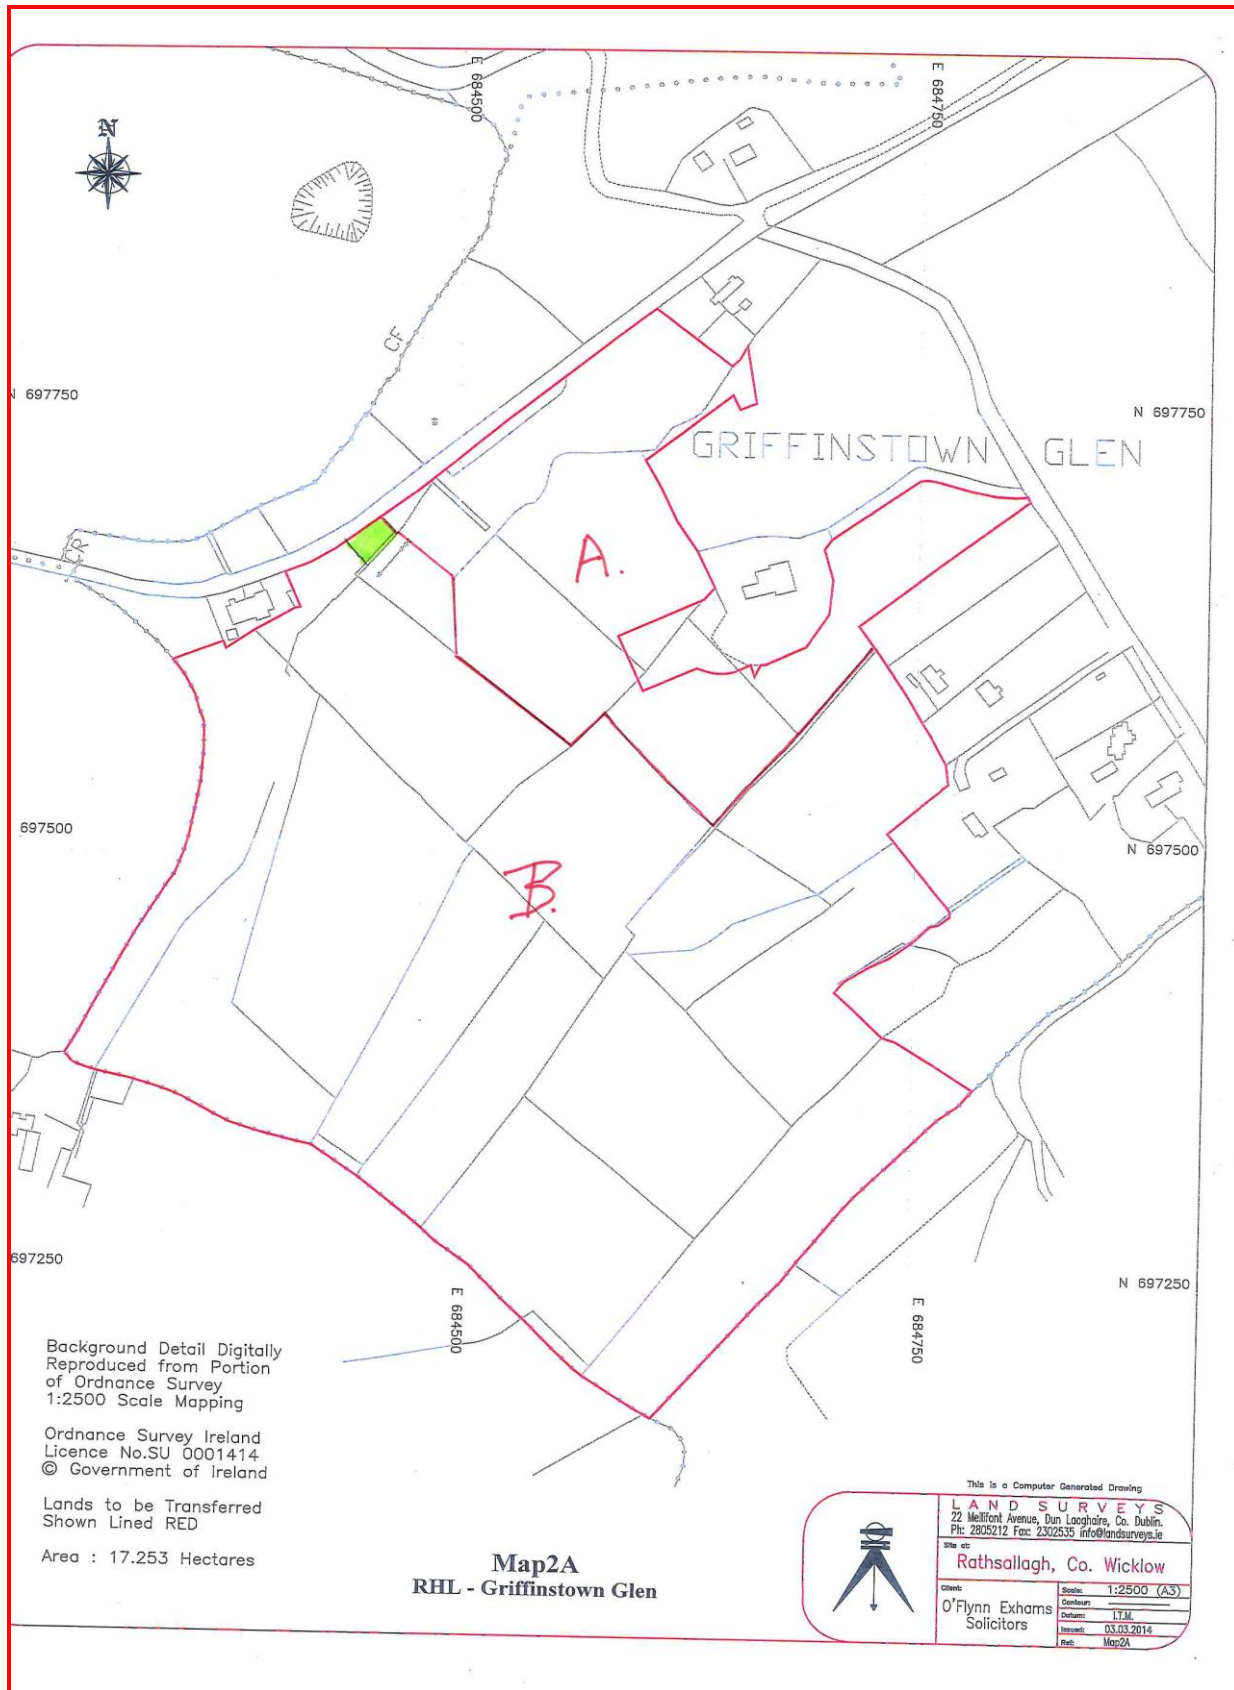 N
E 684500
E 684750
CF
N 697750
N 697750
GRIFFINSTOWN GLEN
CR
A.
697500
N 697500
B.
697250
N 697250
E 684500
E 684750
Background Detail Digitally
Reproduced from Portion
of Ordnance Survey
1:2500 Scale Mapping
Ordnance Survey Ireland
Licence No.SU 0001414
© Government of Ireland
Lands to be Transferred
Shown Lined RED
Area : 17.253 Hectares
Map2A
RHL - Griffinstown Glen
This is a Computer Generated Drawing
LAND SURVEYS
22 Mellifont Avenue, Dun Laoghaire, Co. Dublin.
Ph: 2805212 Fax: 2302535 info@landsurveys.ie
Site at:
Rathsallagh, Co. Wicklow
Client:
O'Flynn Exhams
Solicitors
Scale: 1:2500 (A3)
Contour:
Datum: I.T.M.
Issued: 03.03.2014
Ref: Map2A